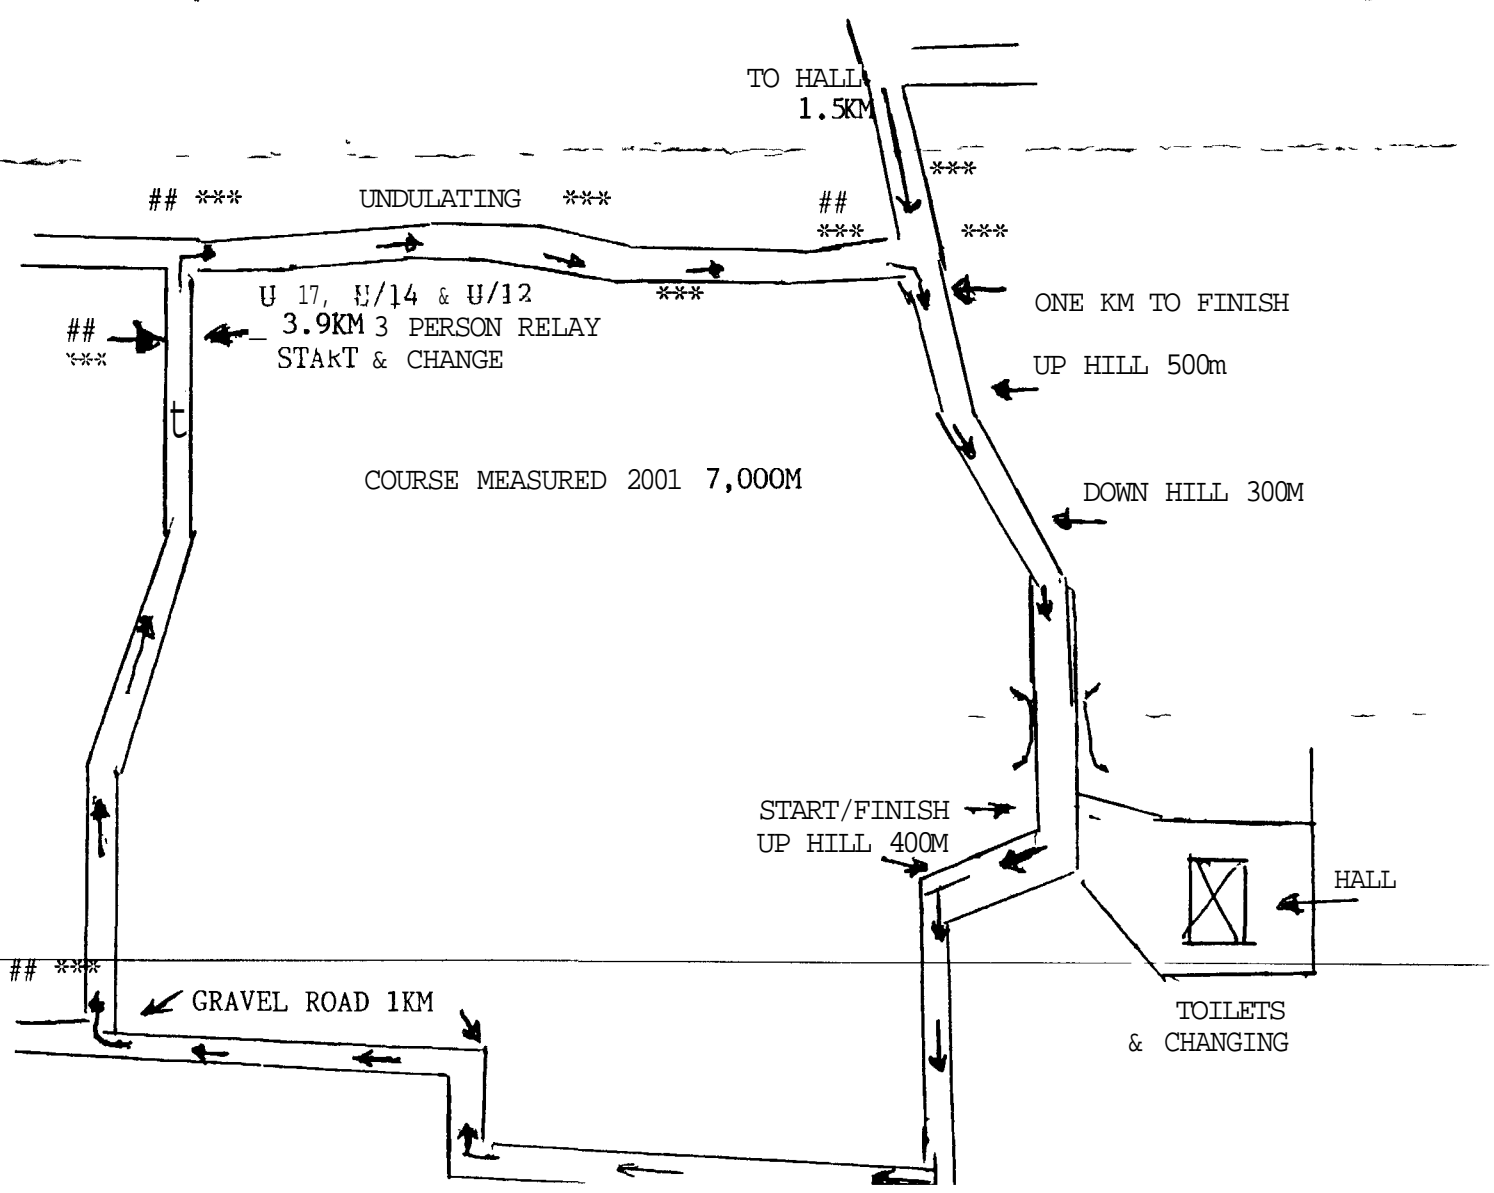 TO HALL
1.5KM
***
## *** UNDULATING ***
##
***
***
U 17, U/14 & U/12
***
3.9KM 3 PERSON RELAY
START & CHANGE
##
***
ONE KM TO FINISH
UP HILL 500m
t
COURSE MEASURED 2001 7,000M
DOWN HILL 300M
START/FINISH
UP HILL 400M
HALL
## ***
GRAVEL ROAD 1KM
TOILETS
& CHANGING